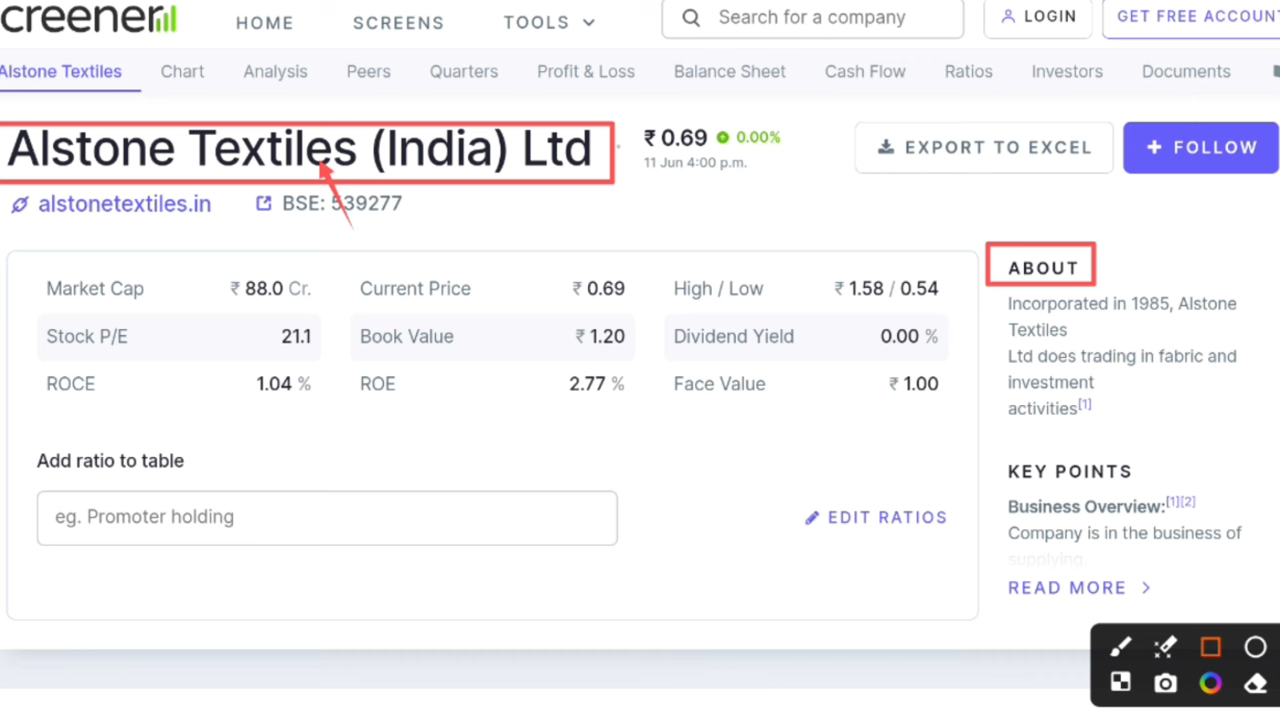 creener
HOME SCREENS TOOLS Search for a company LOGIN GET FREE ACCOUNT
Alstone Textiles Chart Analysis Peers Quarters Profit & Loss Balance Sheet Cash Flow Ratios Investors Documents
Alstone Textiles (India) Ltd
₹ 0.69 0.00%
11 Jun 4:00 p.m.
EXPORT TO EXCEL + FOLLOW
alstonetextiles.in BSE: 539277
Market Cap ₹ 88.0 Cr. Current Price ₹ 0.69 High / Low ₹ 1.58 / 0.54
Stock P/E 21.1 Book Value ₹ 1.20 Dividend Yield 0.00 %
ROCE 1.04 % ROE 2.77 % Face Value ₹ 1.00
Add ratio to table
eg. Promoter holding
EDIT RATIOS
ABOUT
Incorporated in 1985, Alstone
Textiles
Ltd does trading in fabric and
investment
activities[1]
KEY POINTS
Business Overview:[1][2]
Company is in the business of
supplying,
READ MORE